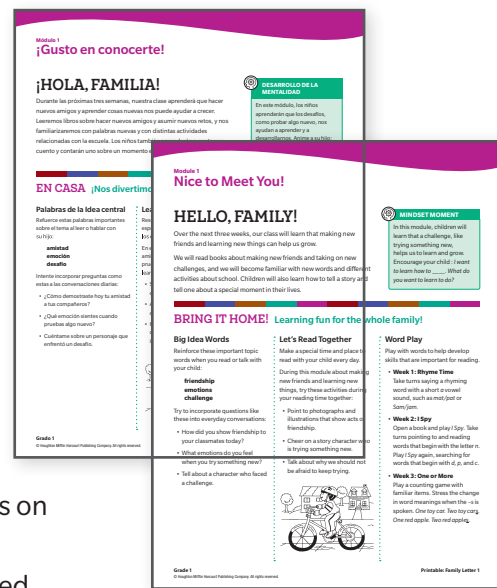 Módulo 1
¡Gusto en conocerte!
¡HOLA, FAMILIA!
Durante las próximas tres semanas, nuestra clase aprenderá que hacer
nuevos amigos y aprender cosas nuevas nos puede ayudar a crecer.
Leeremos libros sobre hacer nuevos amigos y asumir nuevos retos, y nos
familiarizaremos con palabras nuevas y con distintas actividades
relacionadas con la escuela. Los niños
cuento y contarán uno sobre un momento
DESARROLLO DE LA
MENTALIDAD
En este módulo, los niños
aprenderán que los desafíos,
como probar algo nuevo, nos
ayudan a aprender y a
desarrollarnos. Anime a su hijo:
EN CASA ¡Nos divertimo
Palabras de la Idea central
Refuerce estas palabras importantes
sobre el tema al leer o hablar con
su hijo:
amistad
emoción
desafío
Intente incorporar preguntas como
estas a las conversaciones diarias:
• ¿Cómo demostraste hoy tu amistad
a tus compañeros?
• ¿Qué emoción sientes cuando
pruebas algo nuevo?
• Cuéntame sobre un personaje que
enfrentó un desafío.
Grado 1
© Houghton Mifflin Harcourt Publishing Company. All rights reserved.
Module 1
Nice to Meet You!
HELLO, FAMILY!
Over the next three weeks, our class will learn that making new
friends and learning new things can help us grow.
We will read books about making new friends and taking on new
challenges, and we will become familiar with new words and different
activities about school. Children will also learn how to tell a story and
tell one about a special moment in their lives.
MINDSET MOMENT
In this module, children will
learn that a challenge, like
trying something new,
helps us learn and grow.
Encourage your child : I want
to learn how to ____. What do
you want to learn to do?
BRING IT HOME! Learning fun for the whole family!
Big Idea Words
Reinforce these important topic
words when you read or talk with
your child:
friendship
emotions
challenge
Try to incorporate questions like
these into everyday conversations:
• How did you show friendship to
your classmates today?
• What emotions do you feel
when you try something new?
• Tell about a character who faced
a challenge.
Let's Read Together
Make a special time and place to
read with your child every day.
During this module about making
new friends and learning new
things, try these activities during
your reading time together:
• Point to photographs and
illustrations that show acts of
friendship.
• Cheer on a story character who
is trying something new.
• Talk about why we should not
be afraid to keep trying.
Word Play
Play with words to help develop
skills that are important for reading.
• Week 1: Rhyme Time
Take turns saying a rhyming
word with a short a vowel
sound, such as mat/pat or
Sam/jam.
• Week 2: I Spy
Open a book and play I Spy. Take
turns pointing to and reading
words that begin with the letter n.
Play I Spy again, searching for
words that begin with d, p, and c.
• Week 3: One or More
Play a counting game with
familiar items. Stress the change
in word meanings when the –s is
spoken. One toy car. Two toy cars.
One red apple. Two red apples.
Grade 1
© Houghton Mifflin Harcourt Publishing Company. All rights reserved.
Printable: Family Letter 1
s on
ed